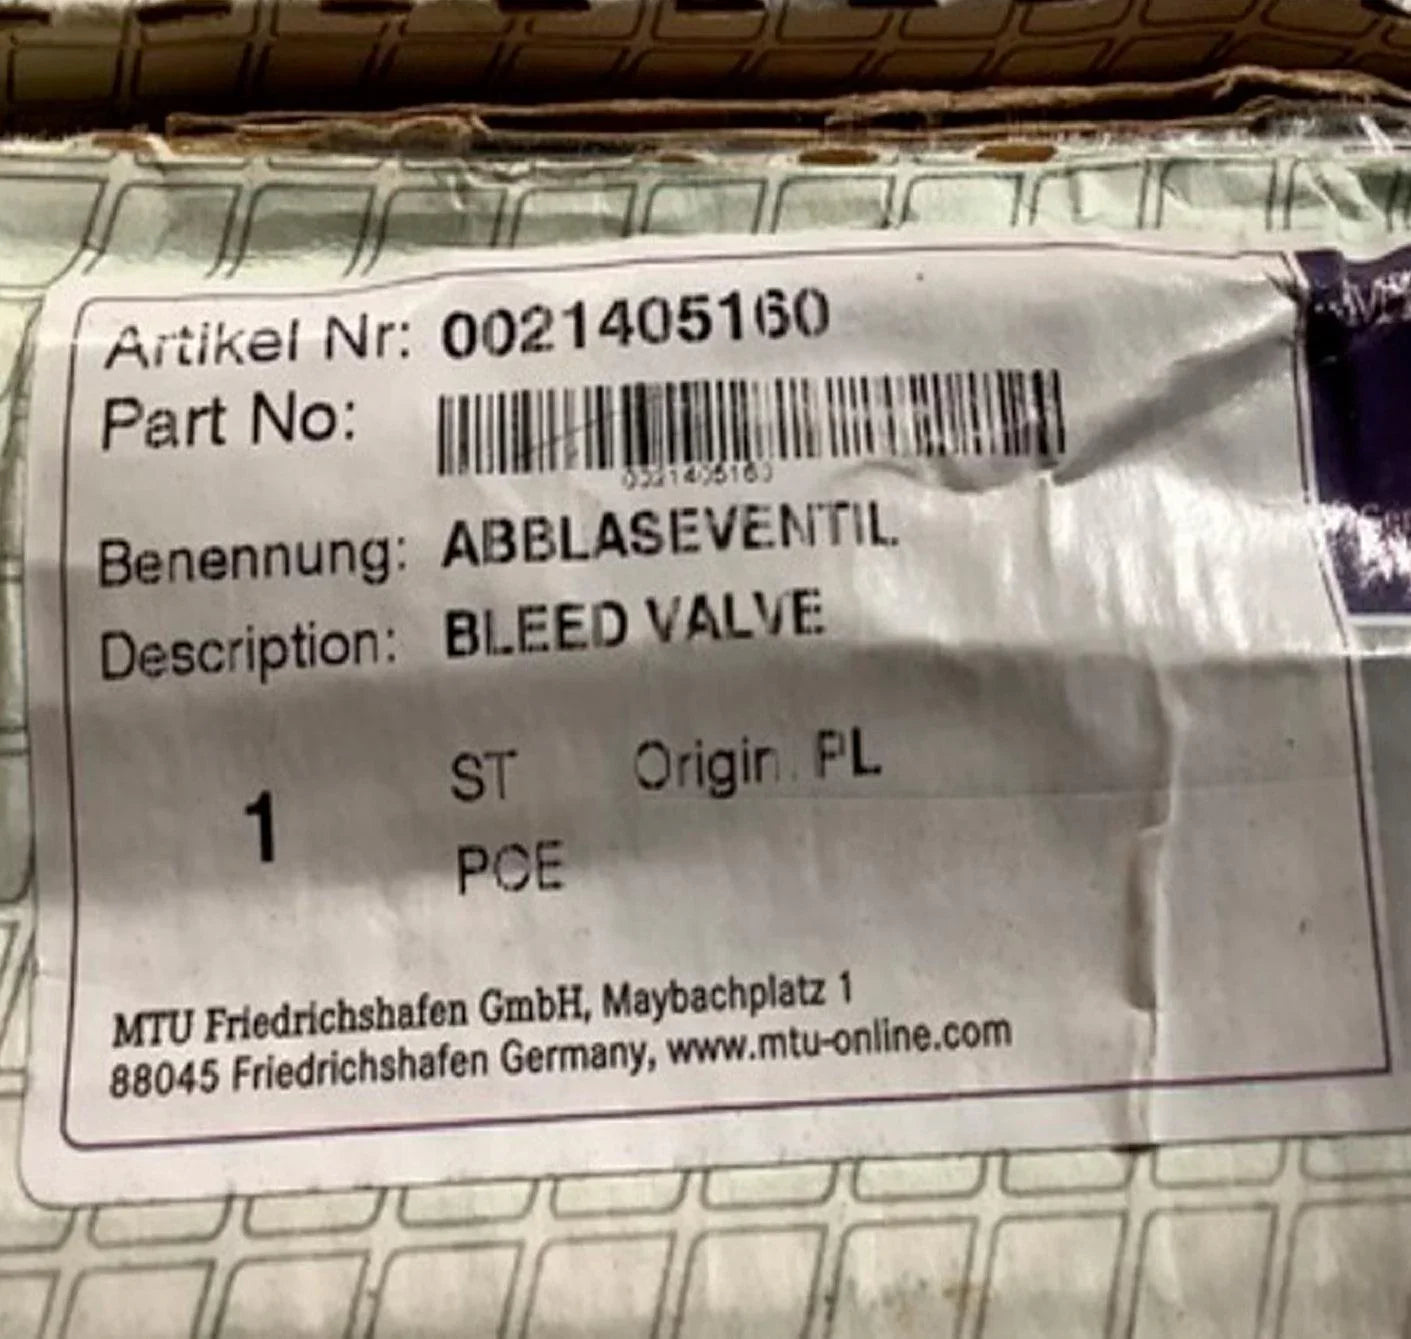 Artikel Nr: 0021405160
Part No:
0021405160
Benennung: ABBLASEVENTIL
Description: BLEED VALVE
1 ST Origin: PL
PCE
MTU Friedrichshafen GmbH, Maybachplatz 1
88045 Friedrichshafen Germany, www.mtu-online.com